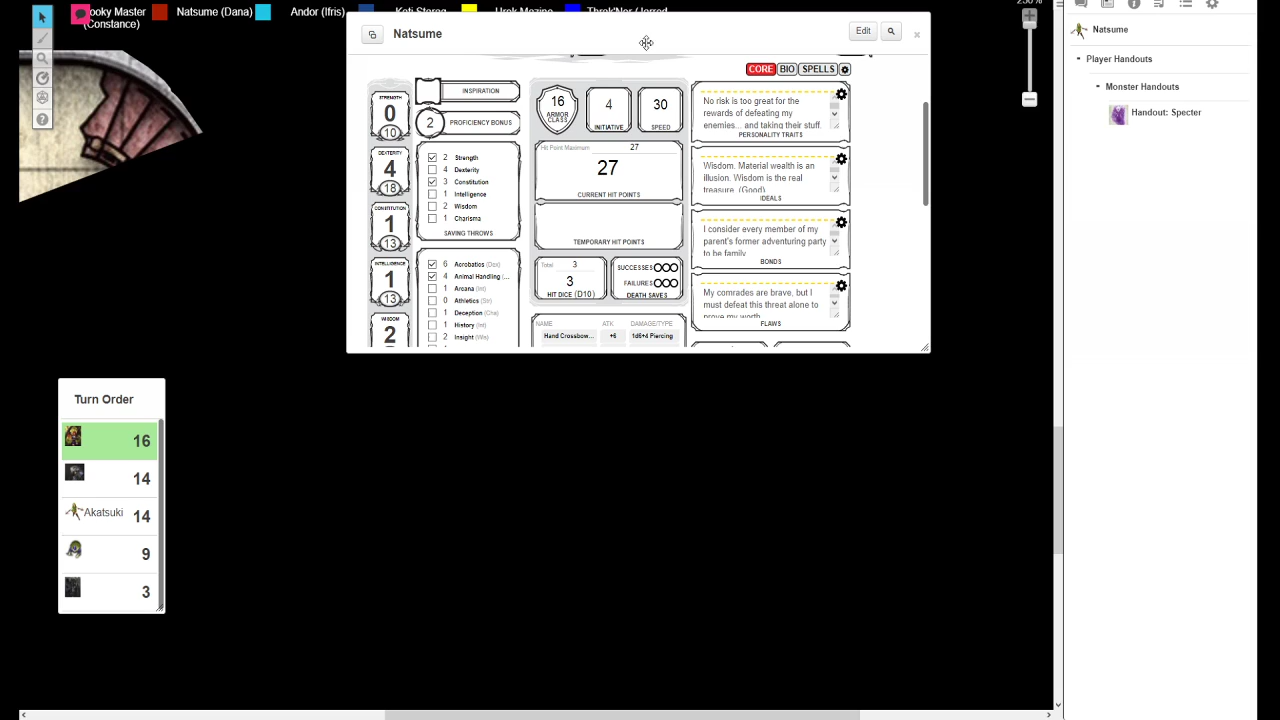 ooky Master
(Constance)
Natsume (Dana)
Andor (Ifris)
250%
Natsume
Edit
CORE BIO SPELLS
STRENGTH
0
10
DEXTERITY
4
18
CONSTITUTION
1
13
INTELLIGENCE
1
13
WISDOM
2
INSPIRATION
2 PROFICIENCY BONUS
2 Strength
4 Dexterity
3 Constitution
1 Intelligence
2 Wisdom
1 Charisma
SAVING THROWS
6 Acrobatics (Dex)
4 Animal Handling (...
1 Arcana (Int)
0 Athletics (Str)
1 Deception (Cha)
1 History (Int)
2 Insight (Wis)
16
ARMOR
CLASS
4
INITIATIVE
30
SPEED
Hit Point Maximum 27
27
CURRENT HIT POINTS
TEMPORARY HIT POINTS
Total 3
3
HIT DICE (D10)
SUCCESSES
FAILURES
DEATH SAVES
NAME ATK DAMAGE/TYPE
Hand Crossbow... +6 1d6+4 Piercing
No risk is too great for the
rewards of defeating my
enemies... and taking their stuff.
PERSONALITY TRAITS
Wisdom. Material wealth is an
illusion. Wisdom is the real
treasure. (Good)
IDEALS
I consider every member of my
parent's former adventuring party
to be family
BONDS
My comrades are brave, but I
must defeat this threat alone to
prove my worth
FLAWS
Turn Order
16
14
Akatsuki 14
9
3
Natsume
Player Handouts
Monster Handouts
Handout: Specter